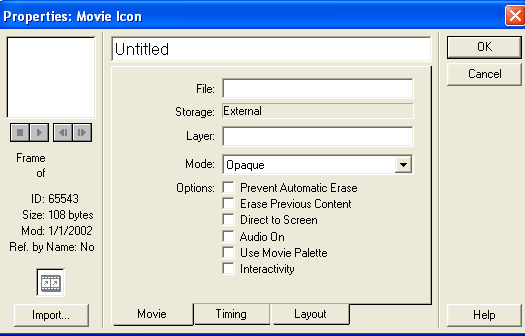 Properties: Movie Icon
Untitled
OK
Cancel
File:
Storage: External
Layer:
Mode: Opaque
Options: Prevent Automatic Erase
Erase Previous Content
Direct to Screen
Audio On
Use Movie Palette
Interactivity
Frame
of
ID: 65543
Size: 108 bytes
Mod: 1/1/2002
Ref. by Name: No
Import...
Movie Timing Layout
Help